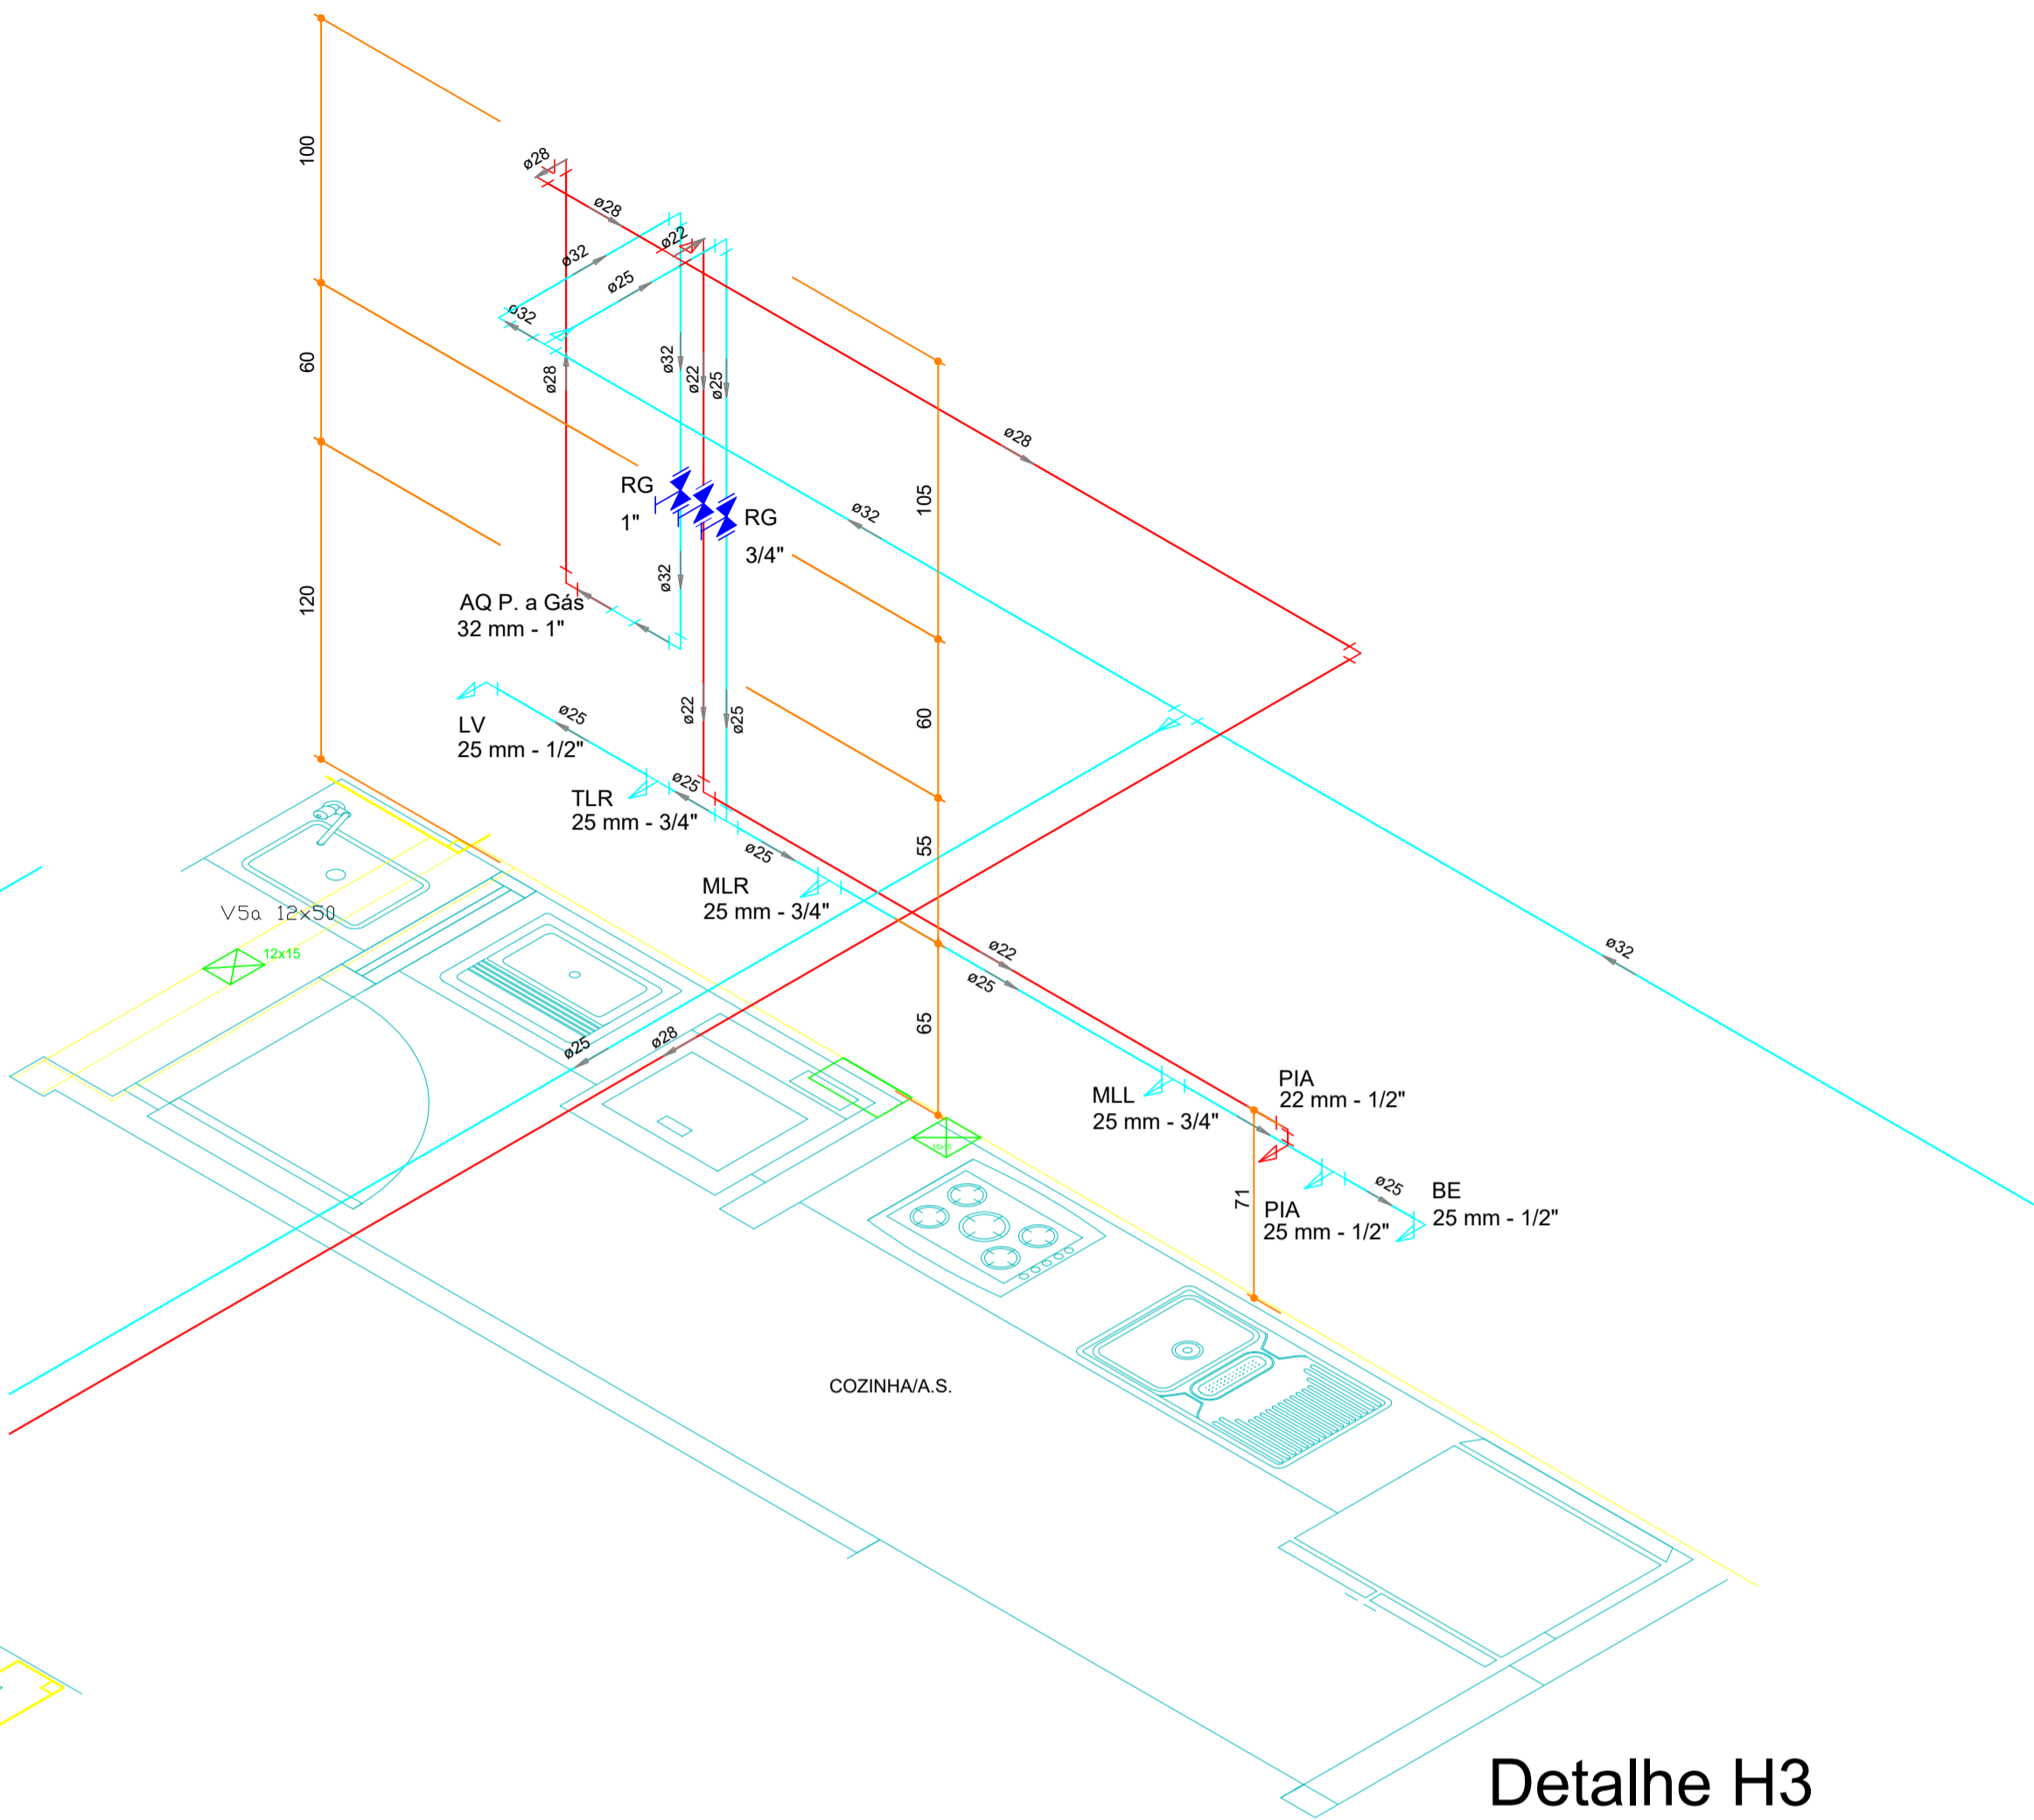 100
ø28
ø28
ø22
ø32
ø25
ø32
60
ø28
ø32
ø22
ø25
ø28
RG
1"
RG
3/4"
105
ø32
ø32
120
AQ P. a Gás
32 mm - 1"
ø22
ø25
60
LV
25 mm - 1/2"
ø25
TLR
25 mm - 3/4"
ø25
ø25
55
MLR
25 mm - 3/4"
V5a 12x50
12x15
ø22
ø25
ø32
65
ø25
ø28
MLL
25 mm - 3/4"
PIA
22 mm - 1/2"
15x15
71
PIA
25 mm - 1/2"
ø25
BE
25 mm - 1/2"
COZINHA/A.S.
Detalhe H3